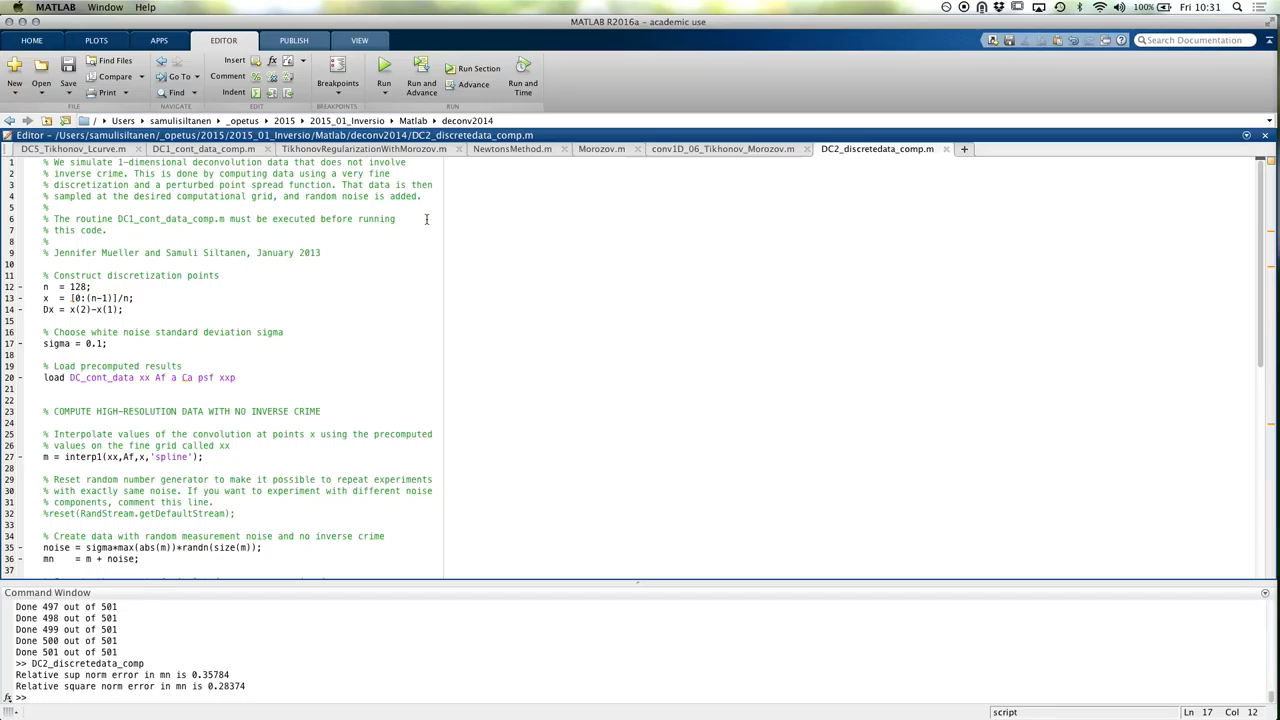 MATLAB Window Help 100% Fri 10:31
MATLAB R2016a - academic use
HOME PLOTS APPS EDITOR PUBLISH VIEW Search Documentation
New Open Save Find Files Compare Print Go To Find Insert fx Comment Indent Breakpoints Run Run and Advance Run Section Advance Run and Time
FILE NAVIGATE EDIT BREAKPOINTS RUN
/ Users samulisiltanen _opetus 2015 2015_01_Inversio Matlab deconv2014
Editor - /Users/samulisiltanen/_opetus/2015/2015_01_Inversio/Matlab/deconv2014/DC2_discretedata_comp.m
DC5_Tikhonov_Lcurve.m DC1_cont_data_comp.m TikhonovRegularizationWithMorozov.m NewtonsMethod.m Morozov.m conv1D_06_Tikhonov_Morozov.m DC2_discretedata_comp.m +
1 % We simulate 1-dimensional deconvolution data that does not involve
2 % inverse crime. This is done by computing data using a very fine
3 % discretization and a perturbed point spread function. That data is then
4 % sampled at the desired computational grid, and random noise is added.
5 %
6 % The routine DC1_cont_data_comp.m must be executed before running
7 % this code.
8 %
9 % Jennifer Mueller and Samuli Siltanen, January 2013
10
11 % Construct discretization points
12 - n = 128;
13 - x = [0:(n-1)]/n;
14 - Dx = x(2)-x(1);
15
16 % Choose white noise standard deviation sigma
17 - sigma = 0.1;
18
19 % Load precomputed results
20 - load DC_cont_data xx Af a Ca psf xxp
21
22
23 % COMPUTE HIGH-RESOLUTION DATA WITH NO INVERSE CRIME
24
25 % Interpolate values of the convolution at points x using the precomputed
26 % values on the fine grid called xx
27 - m = interp1(xx,Af,x,'spline');
28
29 % Reset random number generator to make it possible to repeat experiments
30 % with exactly same noise. If you want to experiment with different noise
31 % components, comment this line.
32 %reset(RandStream.getDefaultStream);
33
34 % Create data with random measurement noise and no inverse crime
35 - noise = sigma*max(abs(m))*randn(size(m));
36 - mn = m + noise;
37
Command Window
Done 497 out of 501
Done 498 out of 501
Done 499 out of 501
Done 500 out of 501
Done 501 out of 501
>> DC2_discretedata_comp
Relative sup norm error in mn is 0.35784
Relative square norm error in mn is 0.28374
fx >>
script Ln 17 Col 12